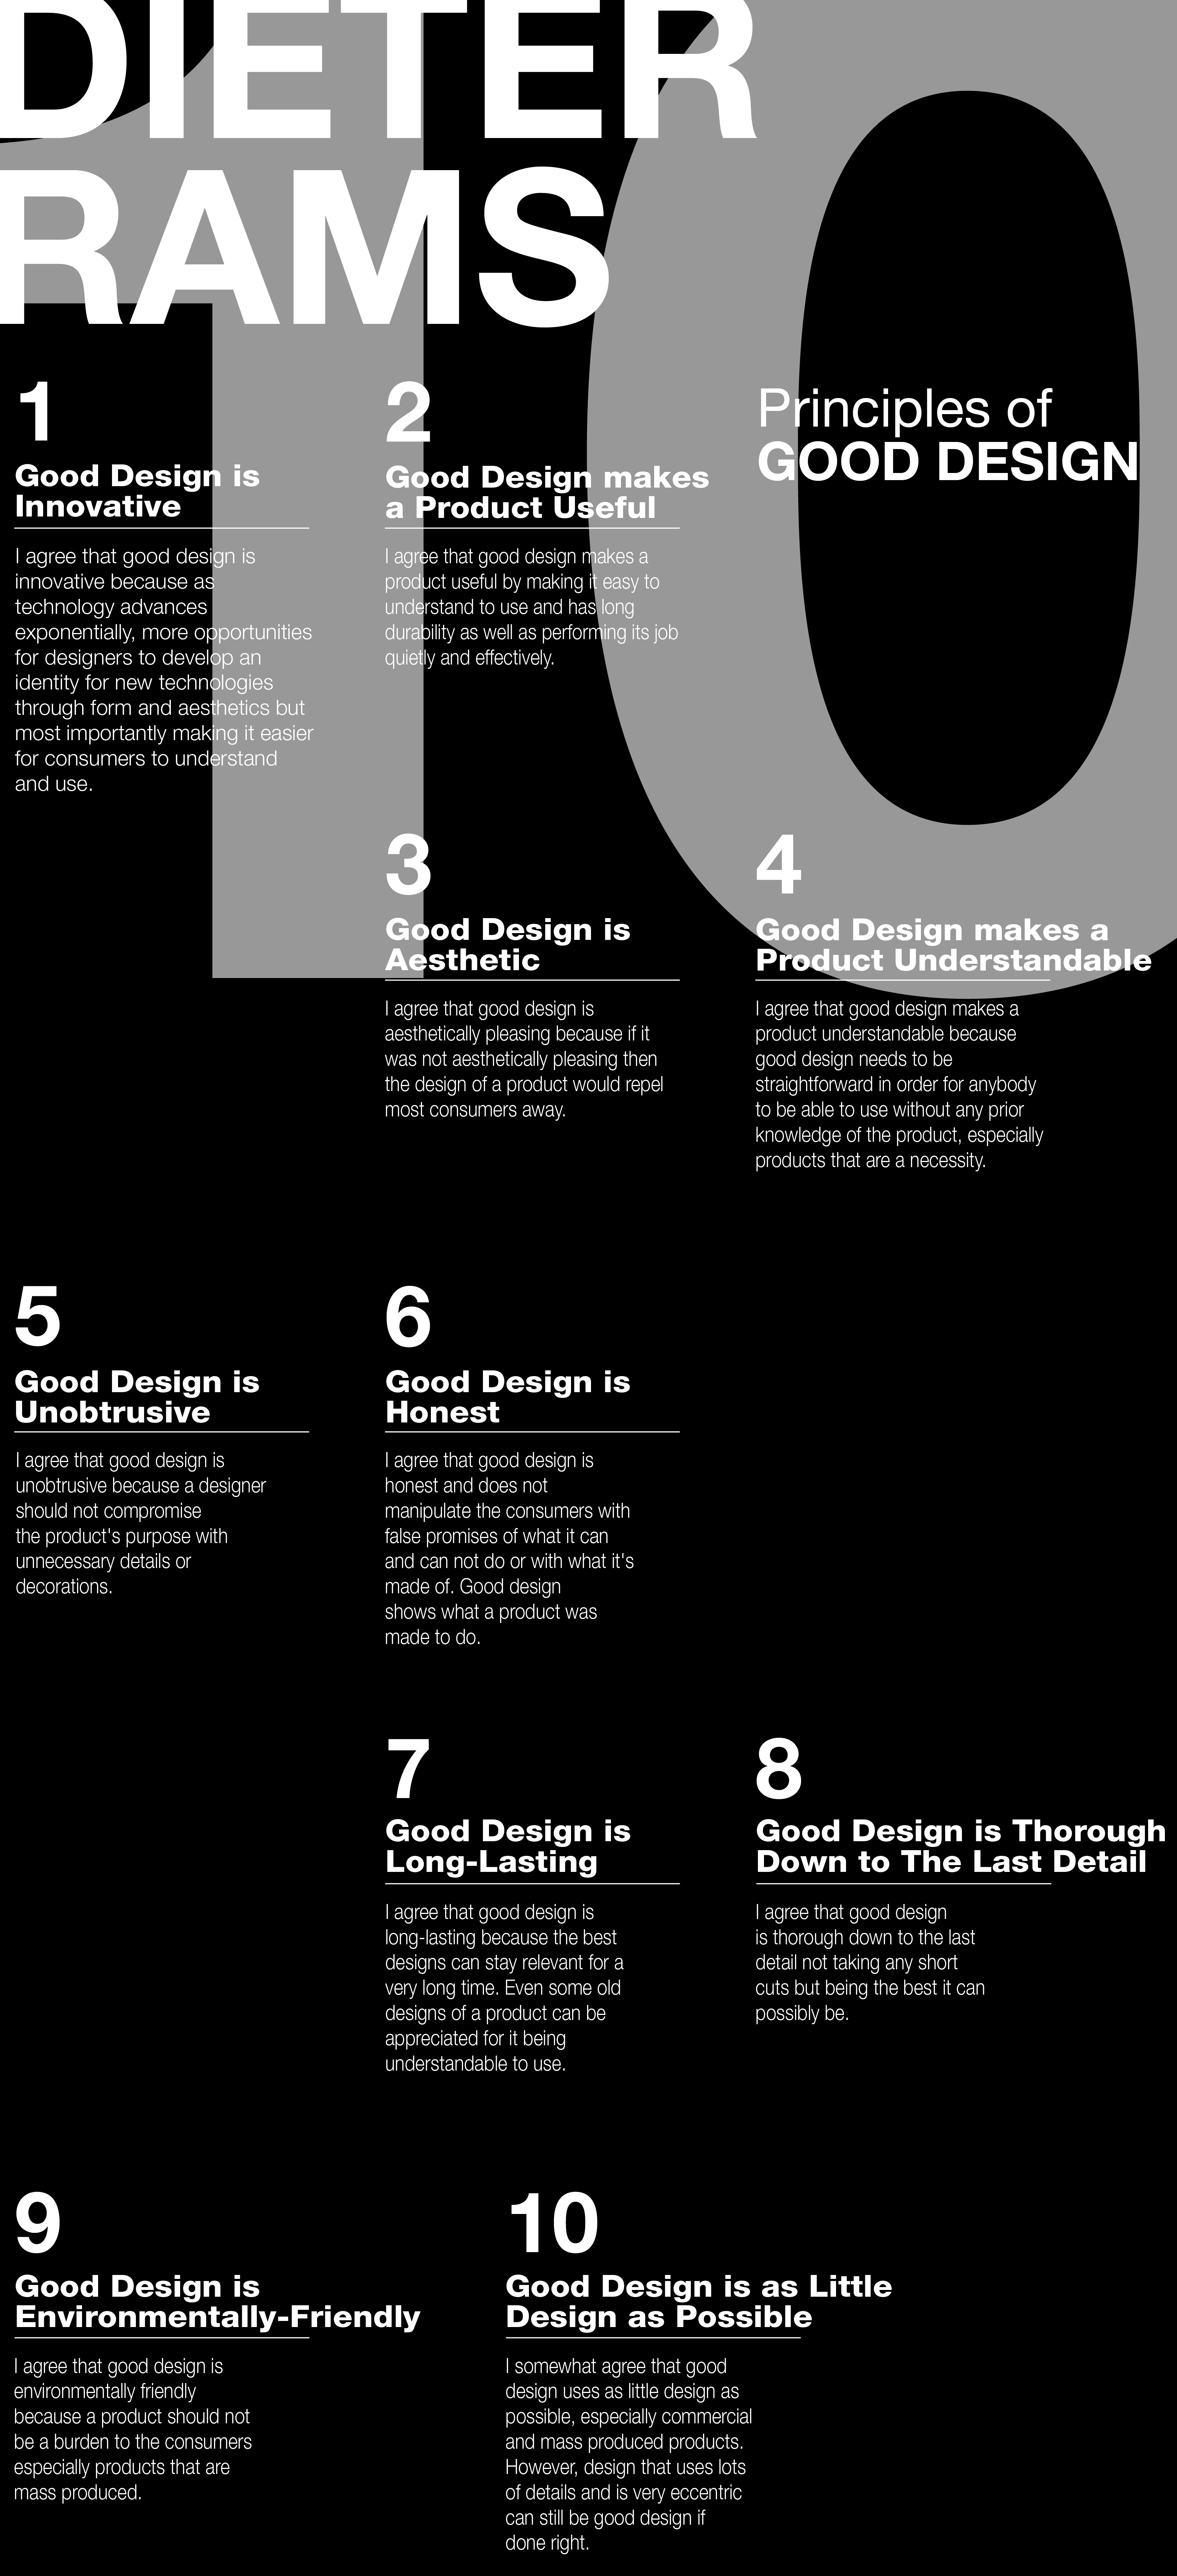 DIETER
RAMS
10
Principles of
GOOD DESIGN
1
Good Design is
Innovative
I agree that good design is
innovative because as
technology advances
exponentially, more opportunities
for designers to develop an
identity for new technologies
through form and aesthetics but
most importantly making it easier
for consumers to understand
and use.
2
Good Design makes
a Product Useful
I agree that good design makes a
product useful by making it easy to
understand to use and has long
durability as well as performing its job
quietly and effectively.
3
Good Design is
Aesthetic
I agree that good design is
aesthetically pleasing because if it
was not aesthetically pleasing then
the design of a product would repel
most consumers away.
4
Good Design makes a
Product Understandable
I agree that good design makes a
product understandable because
good design needs to be
straightforward in order for anybody
to be able to use without any prior
knowledge of the product, especially
products that are a necessity.
5
Good Design is
Unobtrusive
I agree that good design is
unobtrusive because a designer
should not compromise
the product's purpose with
unnecessary details or
decorations.
6
Good Design is
Honest
I agree that good design is
honest and does not
manipulate the consumers with
false promises of what it can
and can not do or with what it's
made of. Good design
shows what a product was
made to do.
7
Good Design is
Long-Lasting
I agree that good design is
long-lasting because the best
designs can stay relevant for a
very long time. Even some old
designs of a product can be
appreciated for it being
understandable to use.
8
Good Design is Thorough
Down to The Last Detail
I agree that good design
is thorough down to the last
detail not taking any short
cuts but being the best it can
possibly be.
9
Good Design is
Environmentally-Friendly
I agree that good design is
environmentally friendly
because a product should not
be a burden to the consumers
especially products that are
mass produced.
10
Good Design is as Little
Design as Possible
I somewhat agree that good
design uses as little design as
possible, especially commercial
and mass produced products.
However, design that uses lots
of details and is very eccentric
can still be good design if
done right.